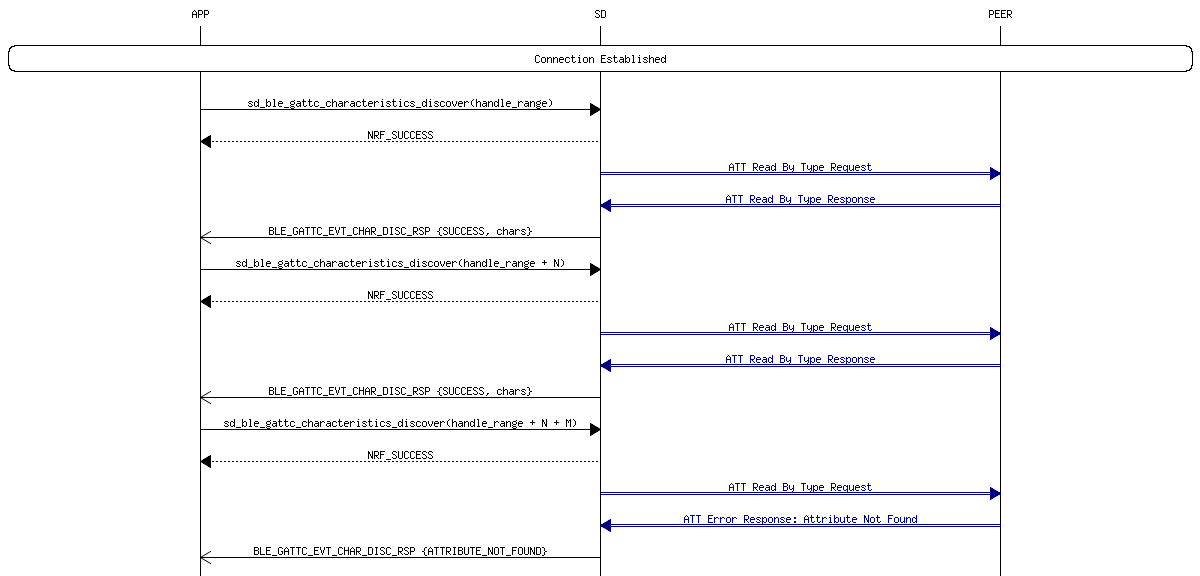 APP SD PEER
Connection Established
sd_ble_gattc_characteristics_discover(handle_range)
NRF_SUCCESS
ATT Read By Type Request
ATT Read By Type Response
BLE_GATTC_EVT_CHAR_DISC_RSP {SUCCESS, chars}
sd_ble_gattc_characteristics_discover(handle_range + N)
NRF_SUCCESS
ATT Read By Type Request
ATT Read By Type Response
BLE_GATTC_EVT_CHAR_DISC_RSP {SUCCESS, chars}
sd_ble_gattc_characteristics_discover(handle_range + N + M)
NRF_SUCCESS
ATT Read By Type Request
ATT Error Response: Attribute Not Found
BLE_GATTC_EVT_CHAR_DISC_RSP {ATTRIBUTE_NOT_FOUND}